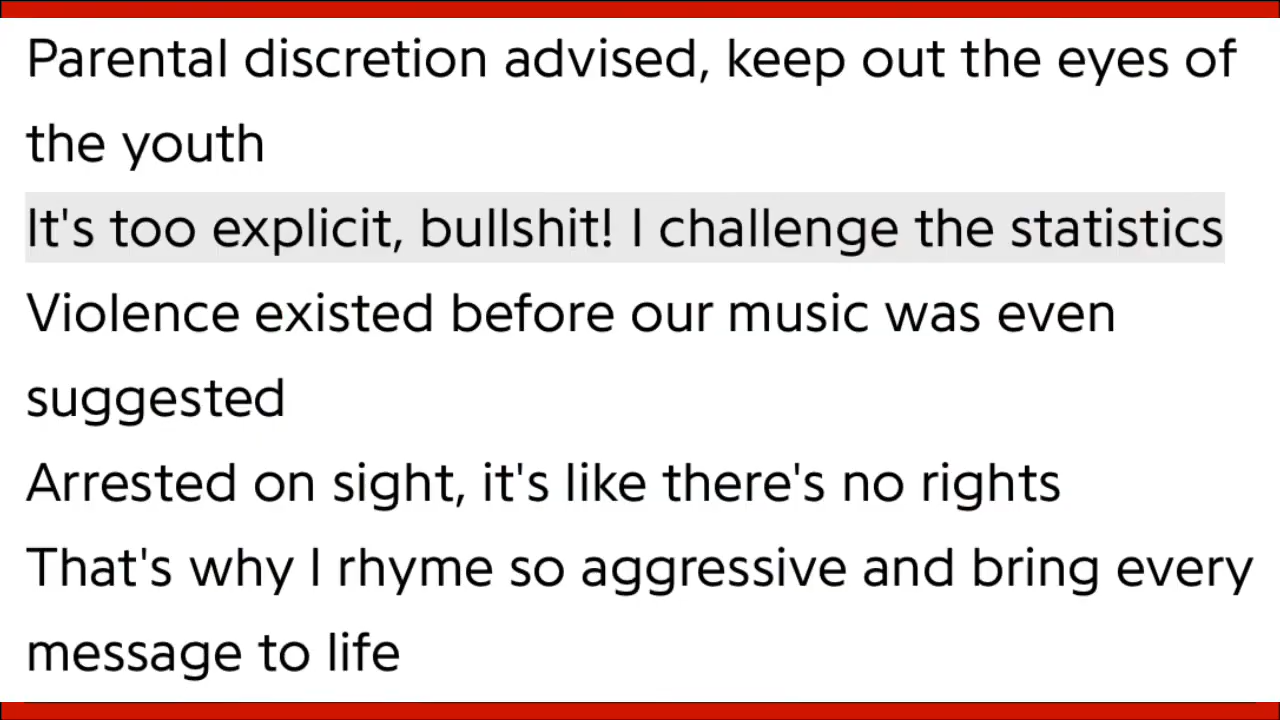 Parental discretion advised, keep out the eyes of
the youth
It's too explicit, bullshit! I challenge the statistics
Violence existed before our music was even
suggested
Arrested on sight, it's like there's no rights
That's why I rhyme so aggressive and bring every
message to life